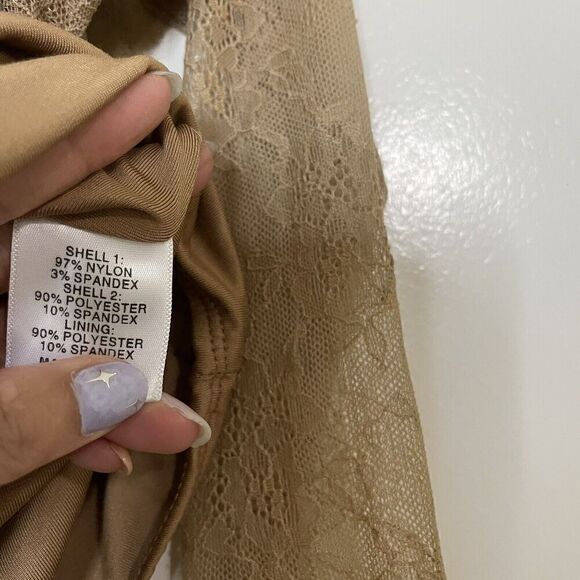 SHELL 1:
97% NYLON
3% SPANDEX
SHELL 2:
90% POLYESTER
10% SPANDEX
LINING:
90% POLYESTER
10% SPANDEX